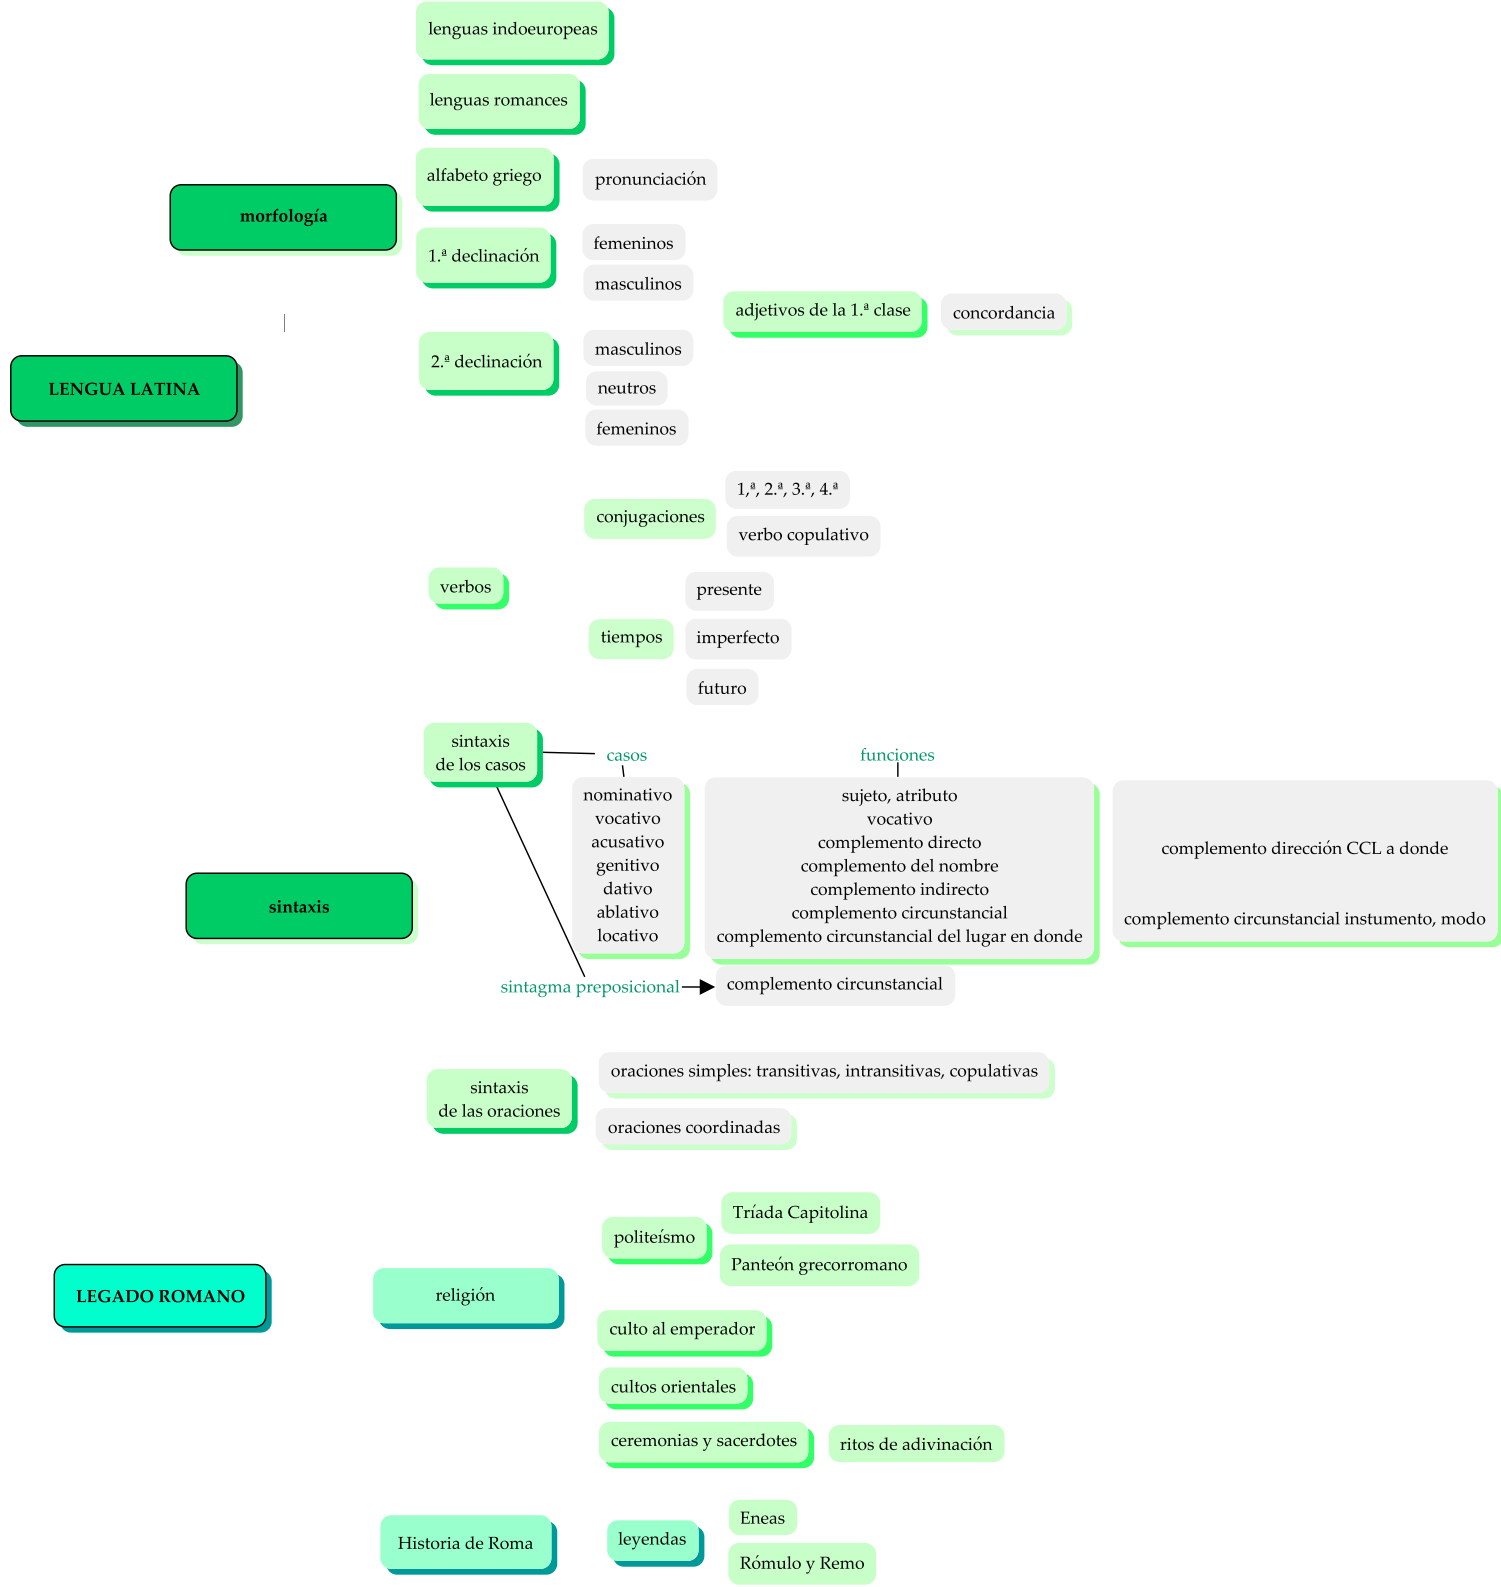 lenguas indoeuropeas
lenguas romances
alfabeto griego
pronunciación
morfología
1.ª declinación
femeninos
masculinos
adjetivos de la 1.ª clase
concordancia
2.ª declinación
masculinos
neutros
femeninos
LENGUA LATINA
conjugaciones
1,ª, 2.ª, 3.ª, 4.ª
verbo copulativo
verbos
tiempos
presente
imperfecto
futuro
sintaxis
de los casos
casos
funciones
nominativo
vocativo
acusativo
genitivo
dativo
ablativo
locativo
sujeto, atributo
vocativo
complemento directo
complemento del nombre
complemento indirecto
complemento circunstancial
complemento circunstancial del lugar en donde
complemento dirección CCL a donde
complemento circunstancial instumento, modo
sintaxis
sintagma preposicional
complemento circunstancial
sintaxis
de las oraciones
oraciones simples: transitivas, intransitivas, copulativas
oraciones coordinadas
LEGADO ROMANO
religión
politeísmo
Tríada Capitolina
Panteón grecorromano
culto al emperador
cultos orientales
ceremonias y sacerdotes
ritos de adivinación
Historia de Roma
leyendas
Eneas
Rómulo y Remo